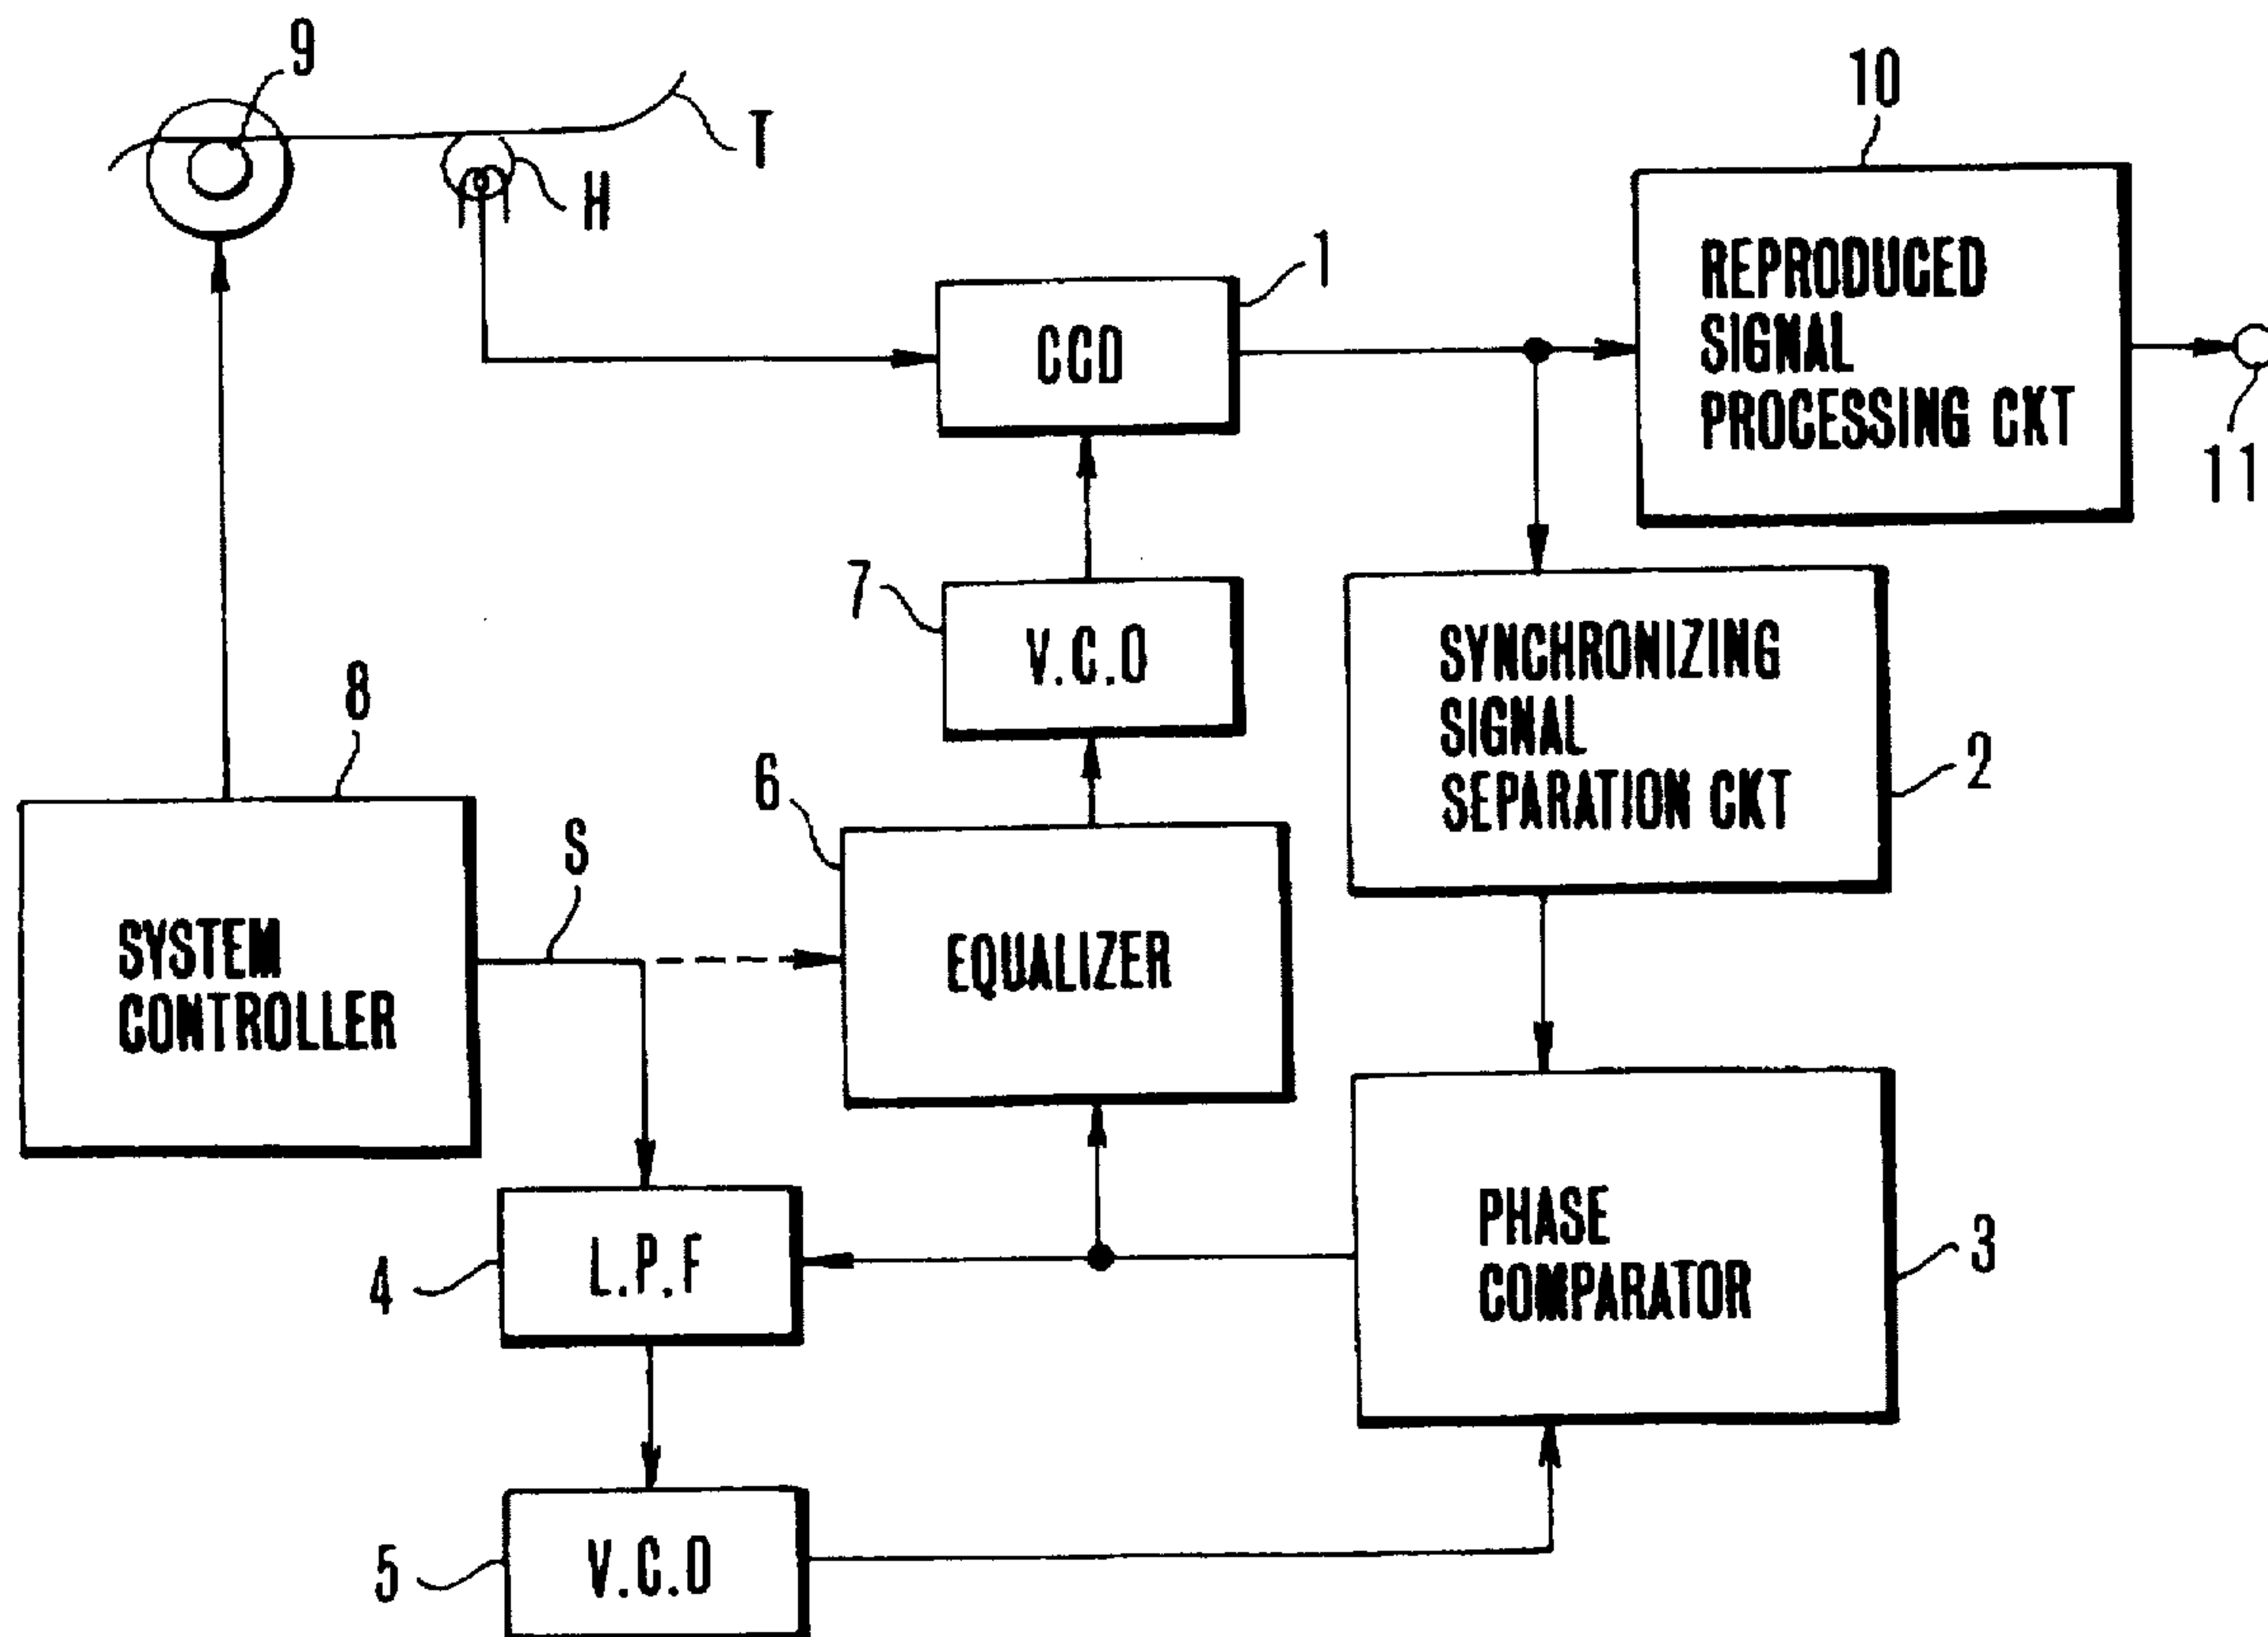 9
T
H
10
1
CCD
REPRODUCED
SIGNAL
PROCESSING CKT
11
7
V.C.O
SYNCHRONIZING
SIGNAL
SEPARATION CKT
2
8
6
S
SYSTEM
CONTROLLER
EQUALIZER
4
L.P.F
PHASE
COMPARATOR
3
5
V.C.O